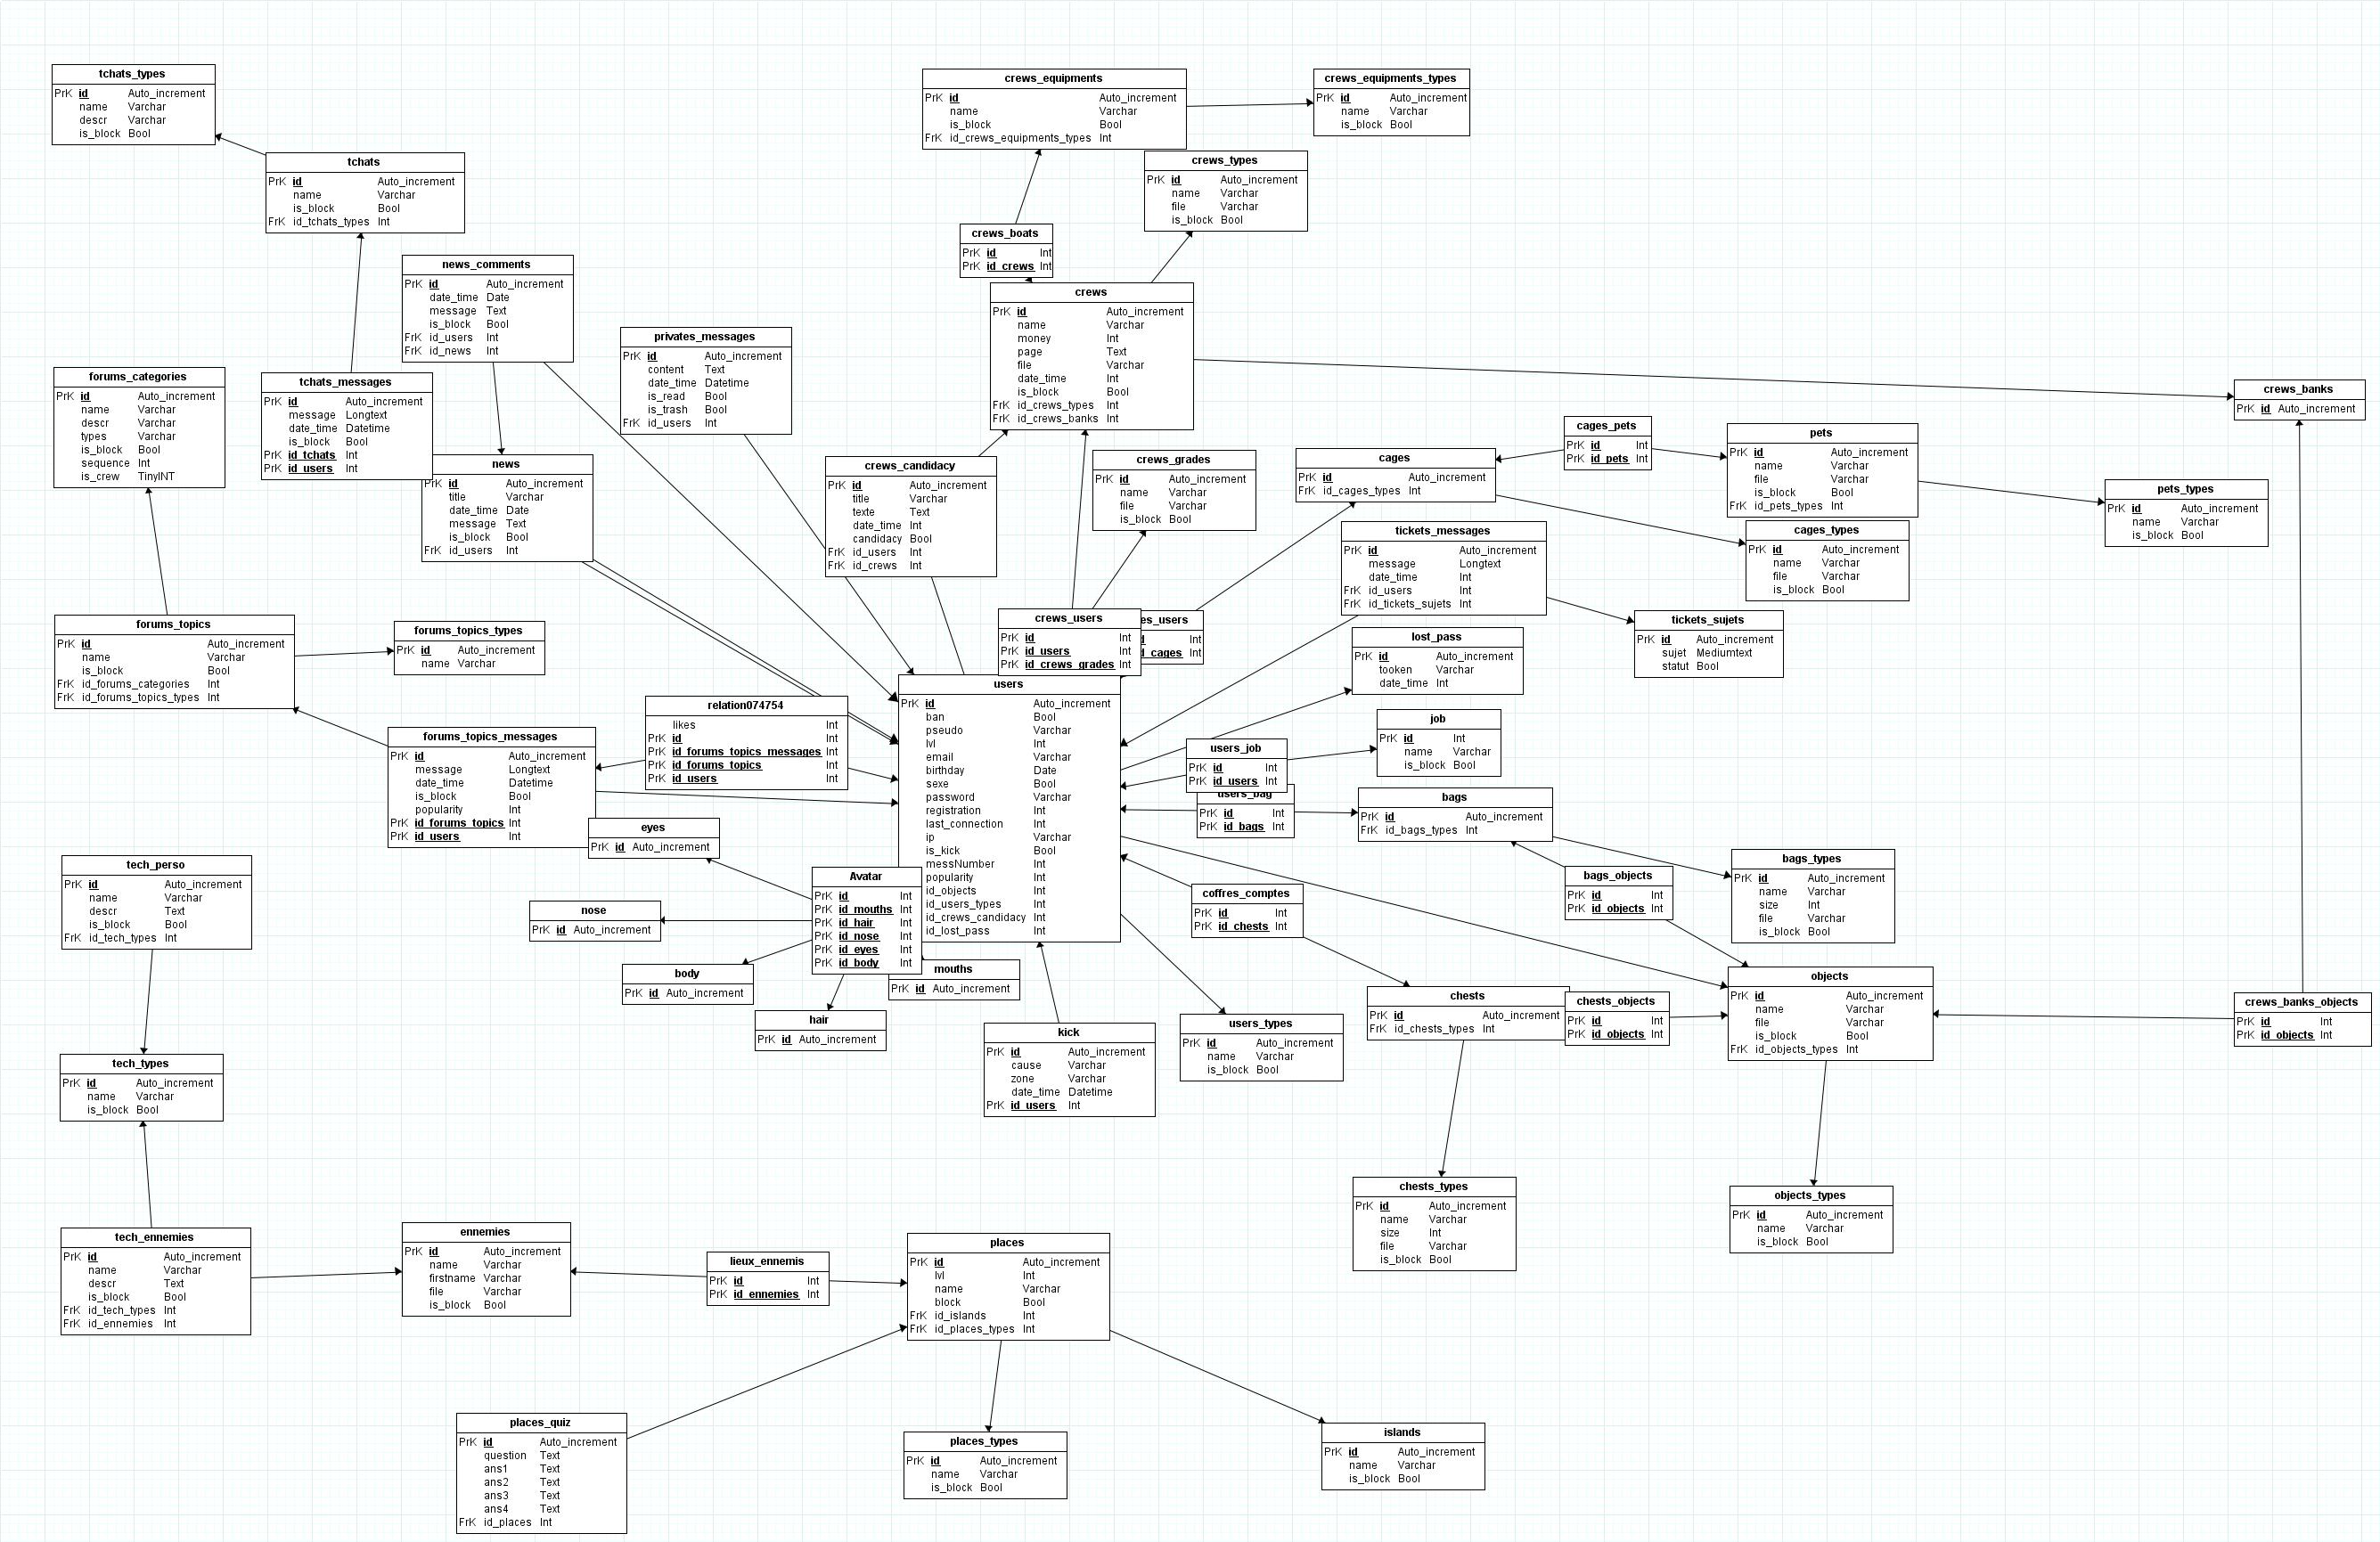 tchats_types
PrK id Auto_increment
name Varchar
descr Varchar
is_block Bool
crews_equipments
PrK id Auto_increment
name Varchar
is_block Bool
FrK id_crews_equipments_types Int
crews_equipments_types
PrK id Auto_increment
name Varchar
is_block Bool
tchats
PrK id Auto_increment
name Varchar
is_block Bool
FrK id_tchats_types Int
crews_types
PrK id Auto_increment
name Varchar
file Varchar
is_block Bool
crews_boats
PrK id Int
PrK id_crews Int
news_comments
PrK id Auto_increment
date_time Date
message Text
is_block Bool
FrK id_users Int
FrK id_news Int
crews
PrK id Auto_increment
name Varchar
money Int
page Text
file Varchar
date_time Int
is_block Bool
FrK id_crews_types Int
FrK id_crews_banks Int
privates_messages
PrK id Auto_increment
content Text
date_time Datetime
is_read Bool
is_trash Bool
FrK id_users Int
forums_categories
PrK id Auto_increment
name Varchar
descr Varchar
types Varchar
is_block Bool
sequence Int
is_crew TinyINT
tchats_messages
PrK id Auto_increment
message Longtext
date_time Datetime
is_block Bool
PrK id_tchats Int
PrK id_users Int
crews_banks
PrK id Auto_increment
news
PrK id Auto_increment
title Varchar
date_time Date
message Text
is_block Bool
FrK id_users Int
crews_candidacy
PrK id Auto_increment
title Varchar
texte Text
date_time Int
candidacy Bool
FrK id_users Int
FrK id_crews Int
crews_grades
PrK id Auto_increment
name Varchar
file Varchar
is_block Bool
cages
PrK id Auto_increment
FrK id_cages_types Int
cages_pets
PrK id Int
PrK id_pets Int
pets
PrK id Auto_increment
name Varchar
file Varchar
is_block Bool
FrK id_pets_types Int
pets_types
PrK id Auto_increment
name Varchar
is_block Bool
tickets_messages
PrK id Auto_increment
message Longtext
date_time Int
FrK id_users Int
FrK id_tickets_sujets Int
cages_types
PrK id Auto_increment
name Varchar
file Varchar
is_block Bool
forums_topics
PrK id Auto_increment
name Varchar
is_block Bool
FrK id_forums_categories Int
FrK id_forums_topics_types Int
forums_topics_types
PrK id Auto_increment
name Varchar
crews_users
PrK id Int
PrK id_users Int
PrK id_crews_grades Int
es_users
d Int
d_cages Int
tickets_sujets
PrK id Auto_increment
sujet Mediumtext
statut Bool
lost_pass
PrK id Auto_increment
tooken Varchar
date_time Int
users
PrK id Auto_increment
ban Bool
pseudo Varchar
lvl Int
email Varchar
birthday Date
sexe Bool
password Varchar
registration Int
last_connection Int
ip Varchar
is_kick Bool
messNumber Int
popularity Int
id_objects Int
id_users_types Int
id_crews_candidacy Int
id_lost_pass Int
relation074754
likes Int
PrK id Int
PrK id_forums_topics_messages Int
PrK id_forums_topics Int
PrK id_users Int
forums_topics_messages
PrK id Auto_increment
message Longtext
date_time Datetime
is_block Bool
popularity Int
PrK id_forums_topics Int
PrK id_users Int
job
PrK id Int
name Varchar
is_block Bool
users_job
PrK id Int
PrK id_users Int
users_bag
PrK id Int
PrK id_bags Int
bags
PrK id Auto_increment
FrK id_bags_types Int
eyes
PrK id Auto_increment
tech_perso
PrK id Auto_increment
name Varchar
descr Text
is_block Bool
FrK id_tech_types Int
Avatar
PrK id Int
PrK id_mouths Int
PrK id_hair Int
PrK id_nose Int
PrK id_eyes Int
PrK id_body Int
bags_types
PrK id Auto_increment
name Varchar
size Int
file Varchar
is_block Bool
bags_objects
PrK id Int
PrK id_objects Int
coffres_comptes
PrK id Int
PrK id_chests Int
nose
PrK id Auto_increment
body
PrK id Auto_increment
mouths
PrK id Auto_increment
hair
PrK id Auto_increment
kick
PrK id Auto_increment
cause Varchar
zone Varchar
date_time Datetime
PrK id_users Int
users_types
PrK id Auto_increment
name Varchar
is_block Bool
chests
PrK id Auto_increment
FrK id_chests_types Int
chests_objects
PrK id Int
PrK id_objects Int
objects
PrK id Auto_increment
name Varchar
file Varchar
is_block Bool
FrK id_objects_types Int
crews_banks_objects
PrK id Int
PrK id_objects Int
tech_types
PrK id Auto_increment
name Varchar
is_block Bool
chests_types
PrK id Auto_increment
name Varchar
size Int
file Varchar
is_block Bool
objects_types
PrK id Auto_increment
name Varchar
is_block Bool
tech_ennemies
PrK id Auto_increment
name Varchar
descr Text
is_block Bool
FrK id_tech_types Int
FrK id_ennemies Int
ennemies
PrK id Auto_increment
name Varchar
firstname Varchar
file Varchar
is_block Bool
lieux_ennemis
PrK id Int
PrK id_ennemies Int
places
PrK id Auto_increment
lvl Int
name Varchar
block Bool
FrK id_islands Int
FrK id_places_types Int
places_quiz
PrK id Auto_increment
question Text
ans1 Text
ans2 Text
ans3 Text
ans4 Text
FrK id_places Int
places_types
PrK id Auto_increment
name Varchar
is_block Bool
islands
PrK id Auto_increment
name Varchar
is_block Bool